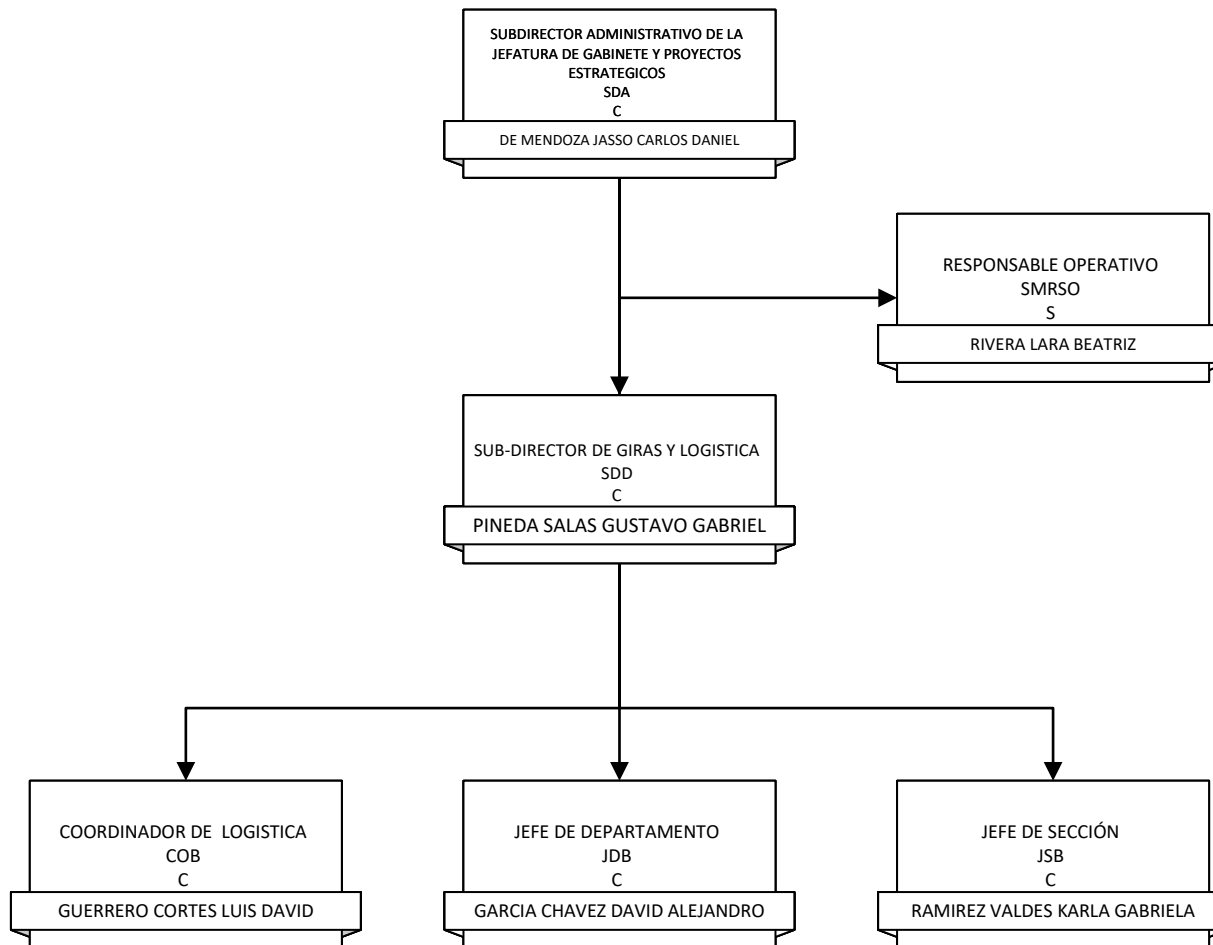 SUBDIRECTOR ADMINISTRATIVO DE LA
JEFATURA DE GABINETE Y PROYECTOS
ESTRATEGICOS
SDA
C
DE MENDOZA JASSO CARLOS DANIEL
RESPONSABLE OPERATIVO
SMRSO
S
RIVERA LARA BEATRIZ
SUB-DIRECTOR DE GIRAS Y LOGISTICA
SDD
C
PINEDA SALAS GUSTAVO GABRIEL
COORDINADOR DE LOGISTICA
COB
C
GUERRERO CORTES LUIS DAVID
JEFE DE DEPARTAMENTO
JDB
C
GARCIA CHAVEZ DAVID ALEJANDRO
JEFE DE SECCIÓN
JSB
C
RAMIREZ VALDES KARLA GABRIELA